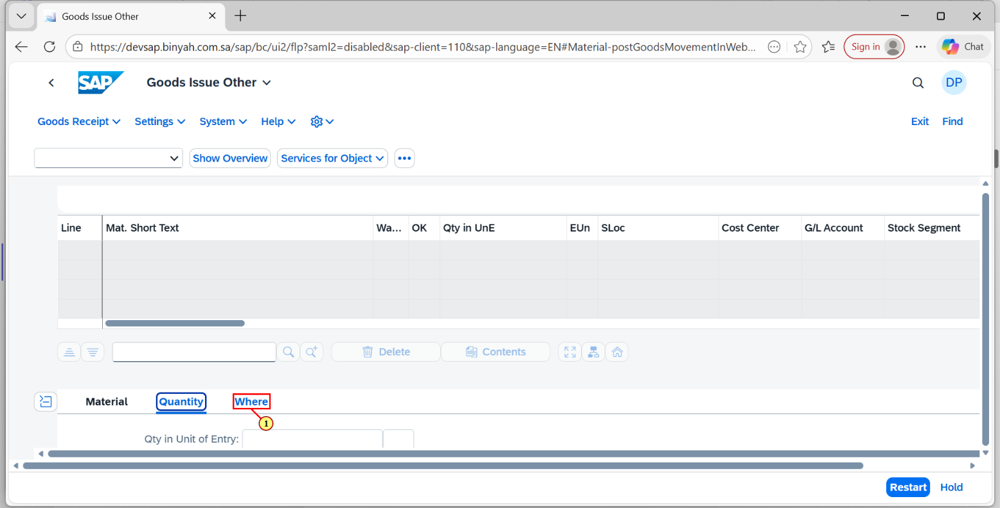 Goods Issue Other
https://devsap.binyah.com.sa/sap/bc/ui2/flp?saml2=disabled&sap-client=110&sap-language=EN#Material-postGoodsMovementInWeb...
Sign in
Chat
SAP
Goods Issue Other
DP
Goods Receipt
Settings
System
Help
Exit
Find
Show Overview
Services for Object
Line
Mat. Short Text
Wa...
OK
Qty in UnE
EUn
SLoc
Cost Center
G/L Account
Stock Segment
Delete
Contents
Material
Quantity
Where
1
Qty in Unit of Entry:
Restart
Hold